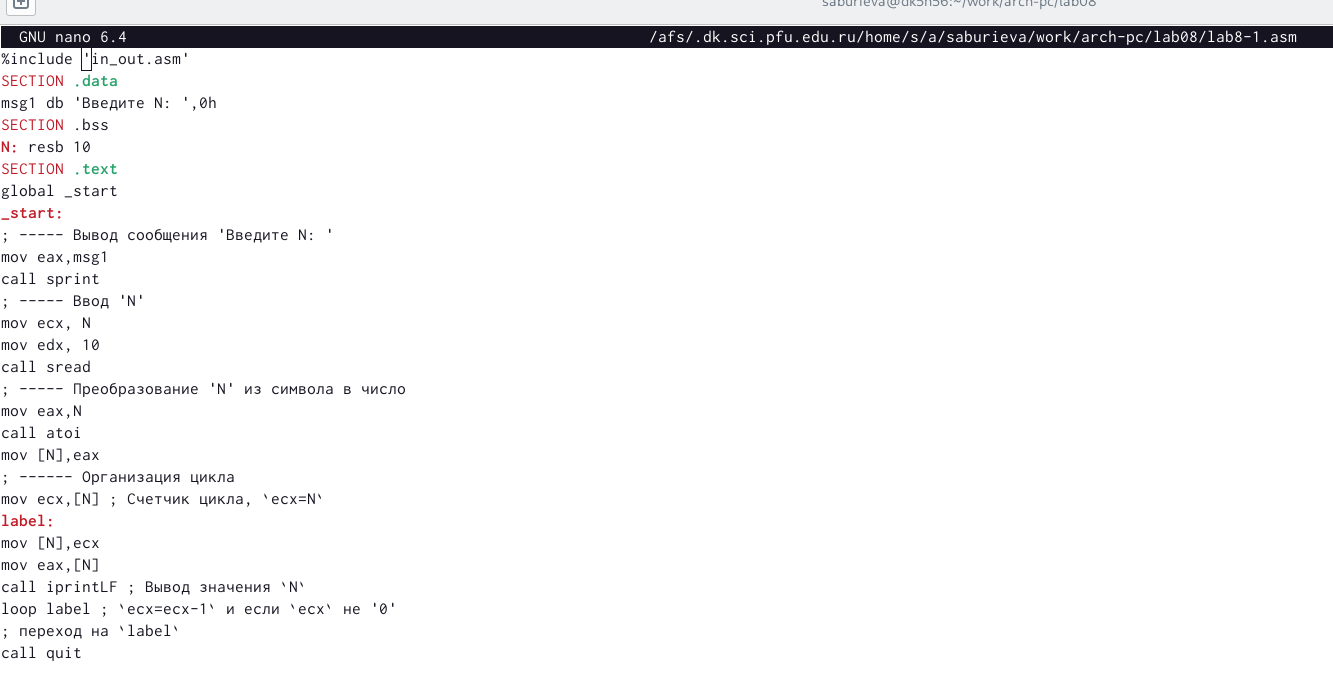 saburieva@dk5n56:~/work/arch-pc/lab08
GNU nano 6.4 /afs/.dk.sci.pfu.edu.ru/home/s/a/saburieva/work/arch-pc/lab08/lab8-1.asm
%include 'in_out.asm'
SECTION .data
msg1 db 'Введите N: ',0h
SECTION .bss
N: resb 10
SECTION .text
global _start
_start:
; ----- Вывод сообщения 'Введите N: '
mov eax,msg1
call sprint
; ----- Ввод 'N'
mov ecx, N
mov edx, 10
call sread
; ----- Преобразование 'N' из символа в число
mov eax,N
call atoi
mov [N],eax
; ------ Организация цикла
mov ecx,[N] ; Счетчик цикла, `ecx=N`
label:
mov [N],ecx
mov eax,[N]
call iprintLF ; Вывод значения `N`
loop label ; `ecx=ecx-1` и если `ecx` не '0'
; переход на `label`
call quit